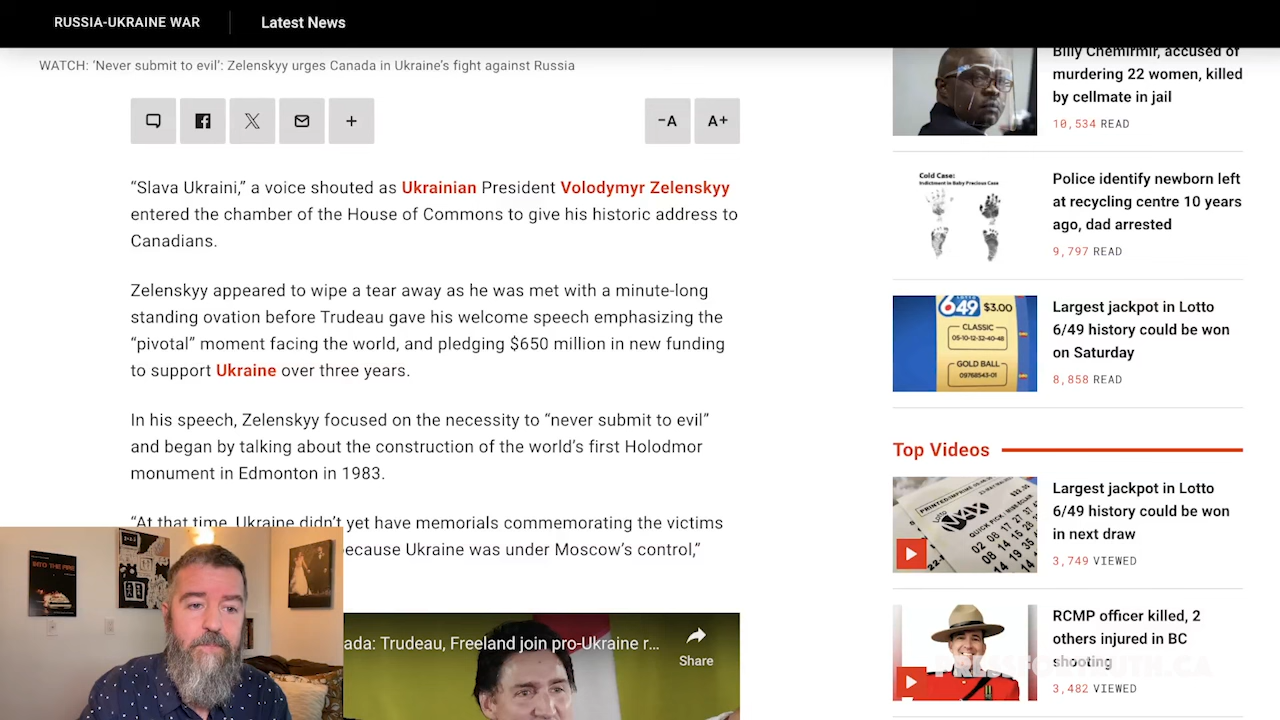 RUSSIA-UKRAINE WAR
Latest News
WATCH: ‘Never submit to evil’: Zelenskyy urges Canada in Ukraine’s fight against Russia
-A
A+
“Slava Ukraini,” a voice shouted as Ukrainian President Volodymyr Zelenskyy
entered the chamber of the House of Commons to give his historic address to
Canadians.
Zelenskyy appeared to wipe a tear away as he was met with a minute-long
standing ovation before Trudeau gave his welcome speech emphasizing the
“pivotal” moment facing the world, and pledging $650 million in new funding
to support Ukraine over three years.
In his speech, Zelenskyy focused on the necessity to “never submit to evil”
and began by talking about the construction of the world’s first Holodmor
monument in Edmonton in 1983.
“At that time, Ukraine didn’t yet have memorials commemorating the victims
because Ukraine was under Moscow’s control,”
INTO THE FIRE
ada: Trudeau, Freeland join pro-Ukraine r...
Share
Billy Chemirmir, accused of
murdering 22 women, killed
by cellmate in jail
10,534 READ
Cold Case:
Indictment in Baby Precious Case
Police identify newborn left
at recycling centre 10 years
ago, dad arrested
9,797 READ
649 $3.00
CLASSIC
05-10-12-32-40-48
GOLD BALL
09768543-01
Largest jackpot in Lotto
6/49 history could be won
on Saturday
8,858 READ
Top Videos
LOTTO MAX
Largest jackpot in Lotto
6/49 history could be won
in next draw
3,749 VIEWED
RCMP officer killed, 2
others injured in BC
shooting
3,482 VIEWED
PRESSFORTRUTH.CA